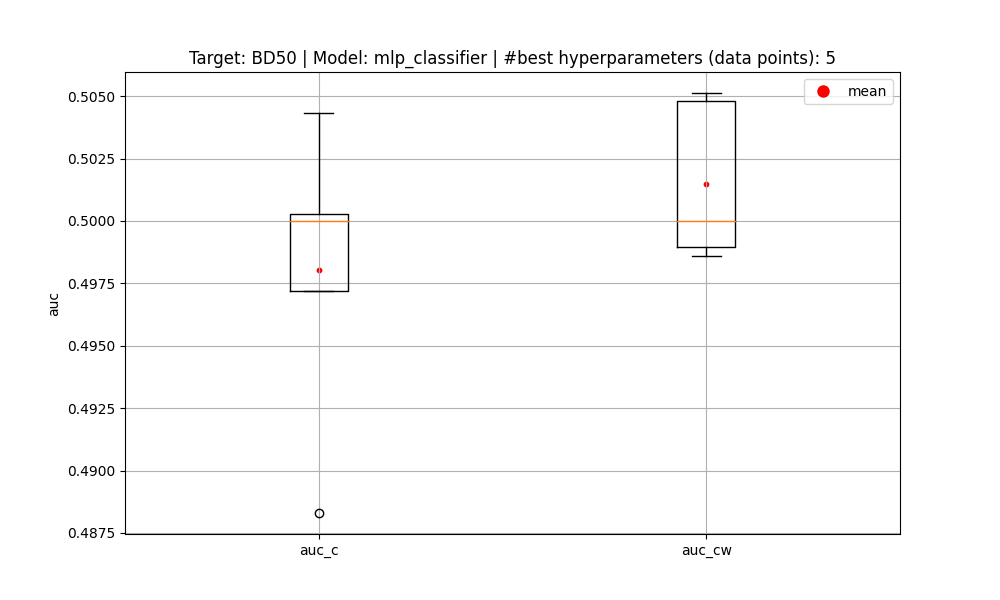 Target: BD50 | Model: mlp_classifier | #best hyperparameters (data points): 5
mean
0.5050
0.5025
0.5000
0.4975
0.4950
0.4925
0.4900
0.4875
auc
auc_c
auc_cw